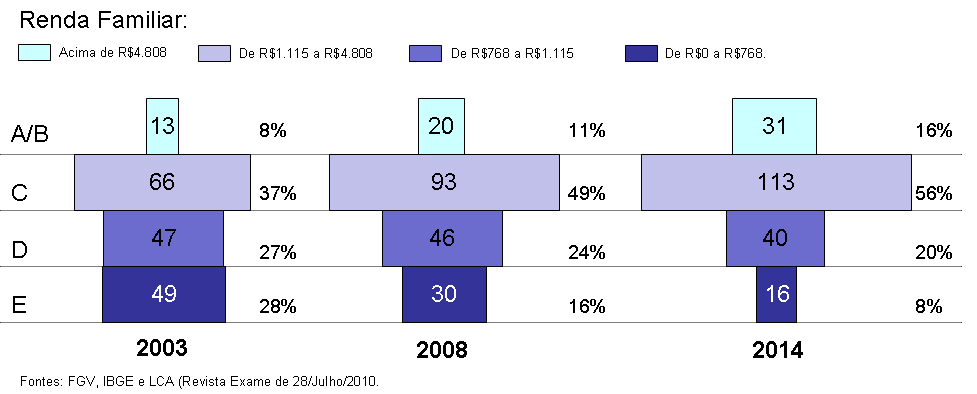 Renda Familiar:
Acima de R$4.808 De R$1.115 a R$4.808 De R$768 a R$1.115 De R$0 a R$768.
A/B 13 8% 20 11% 31 16%
C 66 37% 93 49% 113 56%
D 47 27% 46 24% 40 20%
E 49 28% 30 16% 16 8%
2003 2008 2014
Fontes: FGV, IBGE e LCA (Revista Exame de 28/Julho/2010.